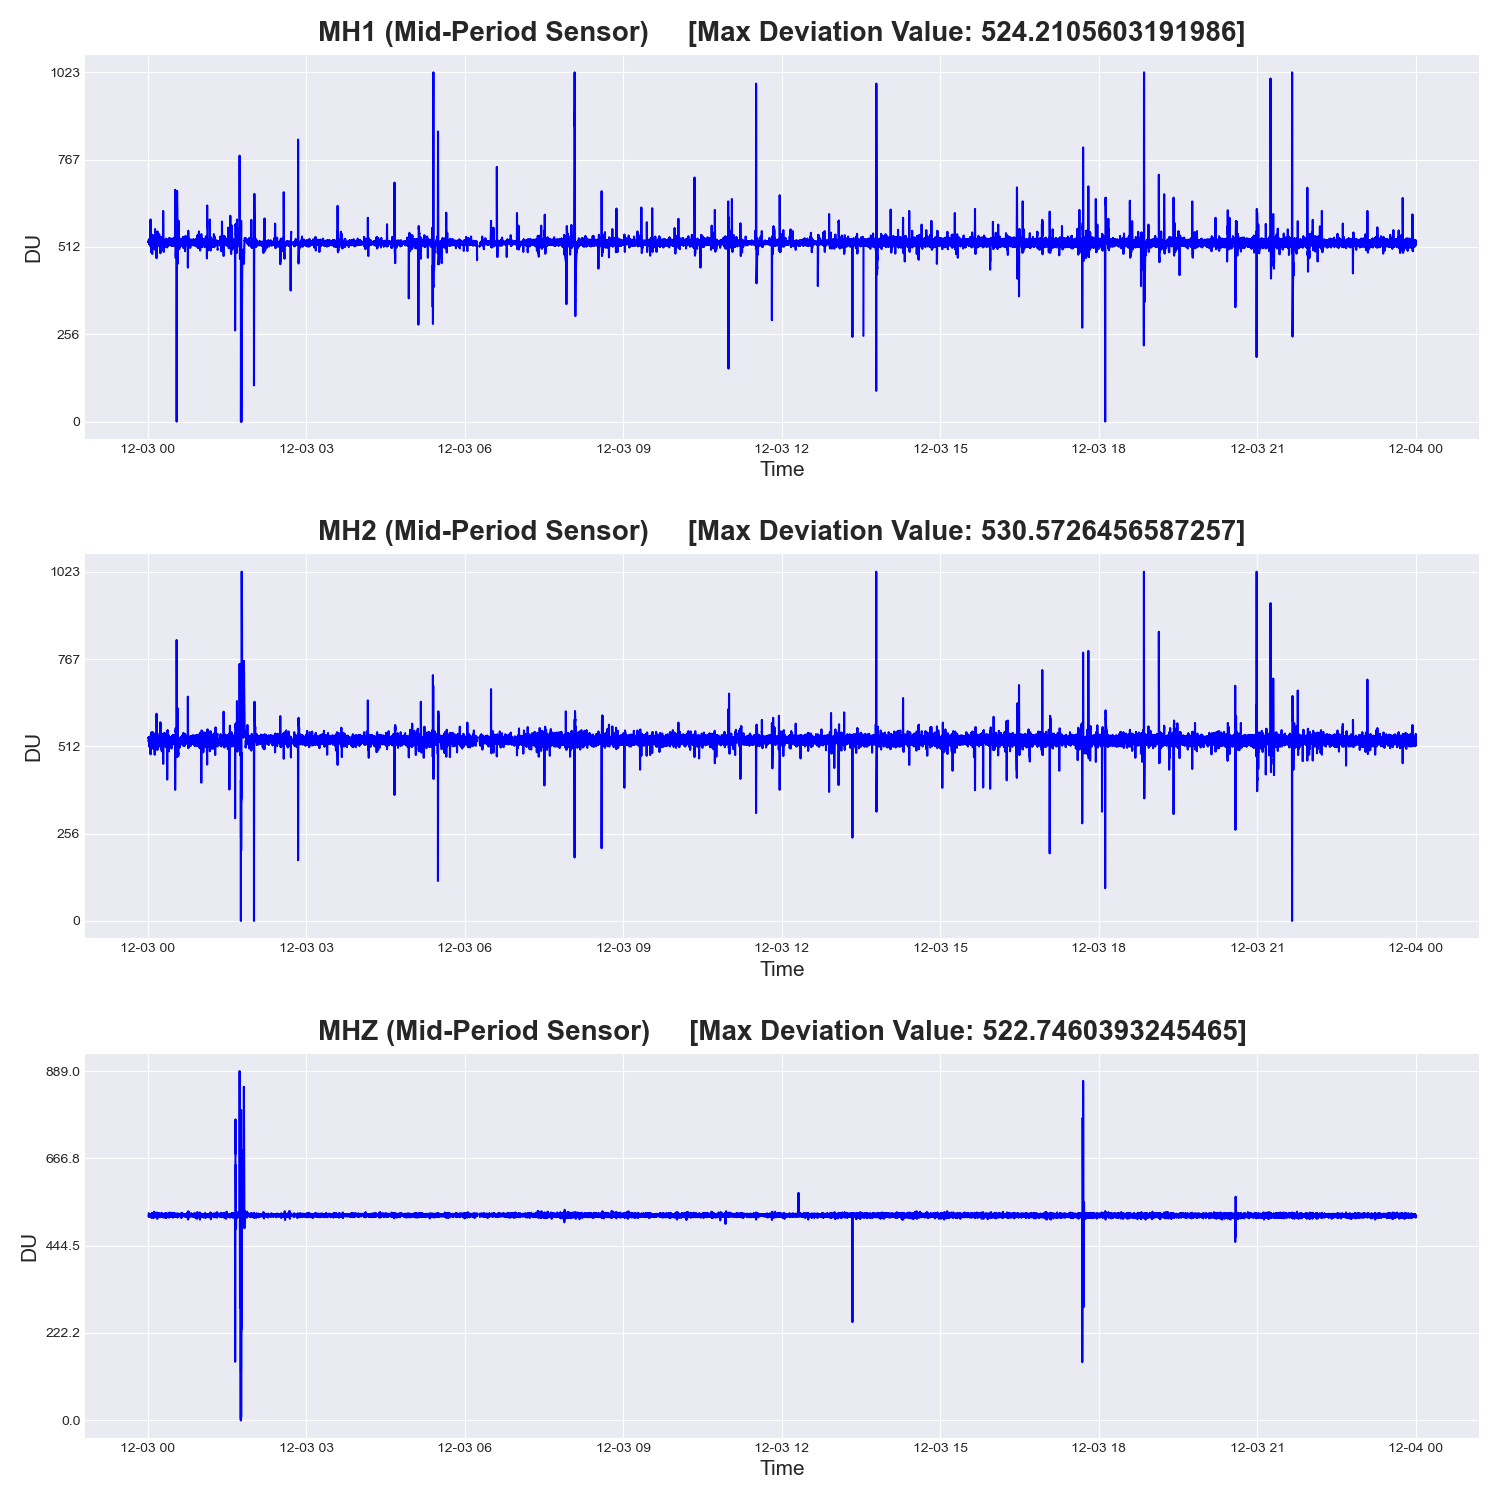 MH1 (Mid-Period Sensor) [Max Deviation Value: 524.2105603191986]
1023
767
512
256
0
DU
12-03 00 12-03 03 12-03 06 12-03 09 12-03 12 12-03 15 12-03 18 12-03 21 12-04 00
Time
MH2 (Mid-Period Sensor) [Max Deviation Value: 530.5726456587257]
1023
767
512
256
0
DU
12-03 00 12-03 03 12-03 06 12-03 09 12-03 12 12-03 15 12-03 18 12-03 21 12-04 00
Time
MHZ (Mid-Period Sensor) [Max Deviation Value: 522.7460393245465]
889.0
666.8
444.5
222.2
0.0
DU
12-03 00 12-03 03 12-03 06 12-03 09 12-03 12 12-03 15 12-03 18 12-03 21 12-04 00
Time